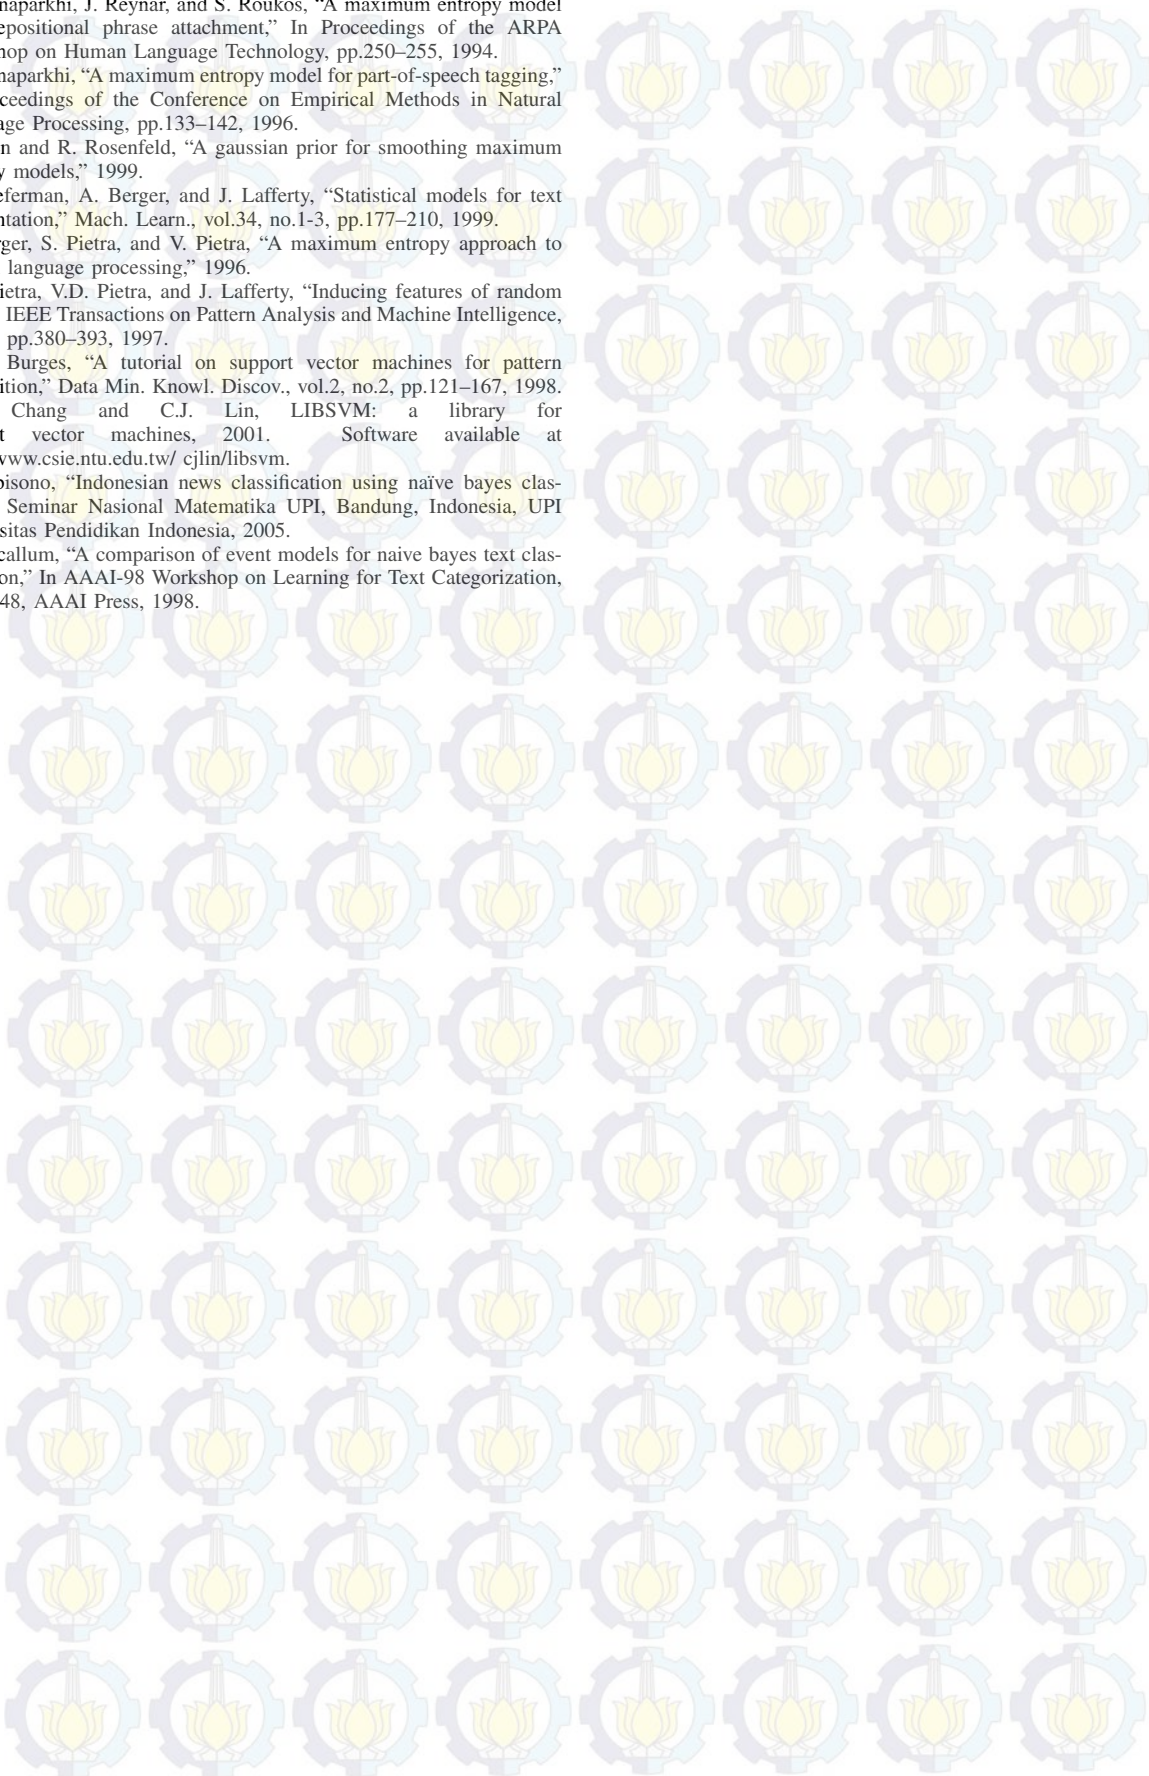 naparkhi, J. Reynar, and S. Roukos, “A maximum entropy model
epositional phrase attachment,” In Proceedings of the ARPA
hop on Human Language Technology, pp.250–255, 1994.
naparkhi, “A maximum entropy model for part-of-speech tagging,”
ceedings of the Conference on Empirical Methods in Natural
age Processing, pp.133–142, 1996.
n and R. Rosenfeld, “A gaussian prior for smoothing maximum
y models,” 1999.
eferman, A. Berger, and J. Lafferty, “Statistical models for text
ntation,” Mach. Learn., vol.34, no.1-3, pp.177–210, 1999.
rger, S. Pietra, and V. Pietra, “A maximum entropy approach to
language processing,” 1996.
ietra, V.D. Pietra, and J. Lafferty, “Inducing features of random
IEEE Transactions on Pattern Analysis and Machine Intelligence,
pp.380–393, 1997.
Burges, “A tutorial on support vector machines for pattern
ition,” Data Min. Knowl. Discov., vol.2, no.2, pp.121–167, 1998.
Chang and C.J. Lin, LIBSVM: a library for
t vector machines, 2001. Software available at
www.csie.ntu.edu.tw/ cjlin/libsvm.
bisono, “Indonesian news classification using naïve bayes clas-
Seminar Nasional Matematika UPI, Bandung, Indonesia, UPI
sitas Pendidikan Indonesia, 2005.
callum, “A comparison of event models for naive bayes text clas-
on,” In AAAI-98 Workshop on Learning for Text Categorization,
48, AAAI Press, 1998.